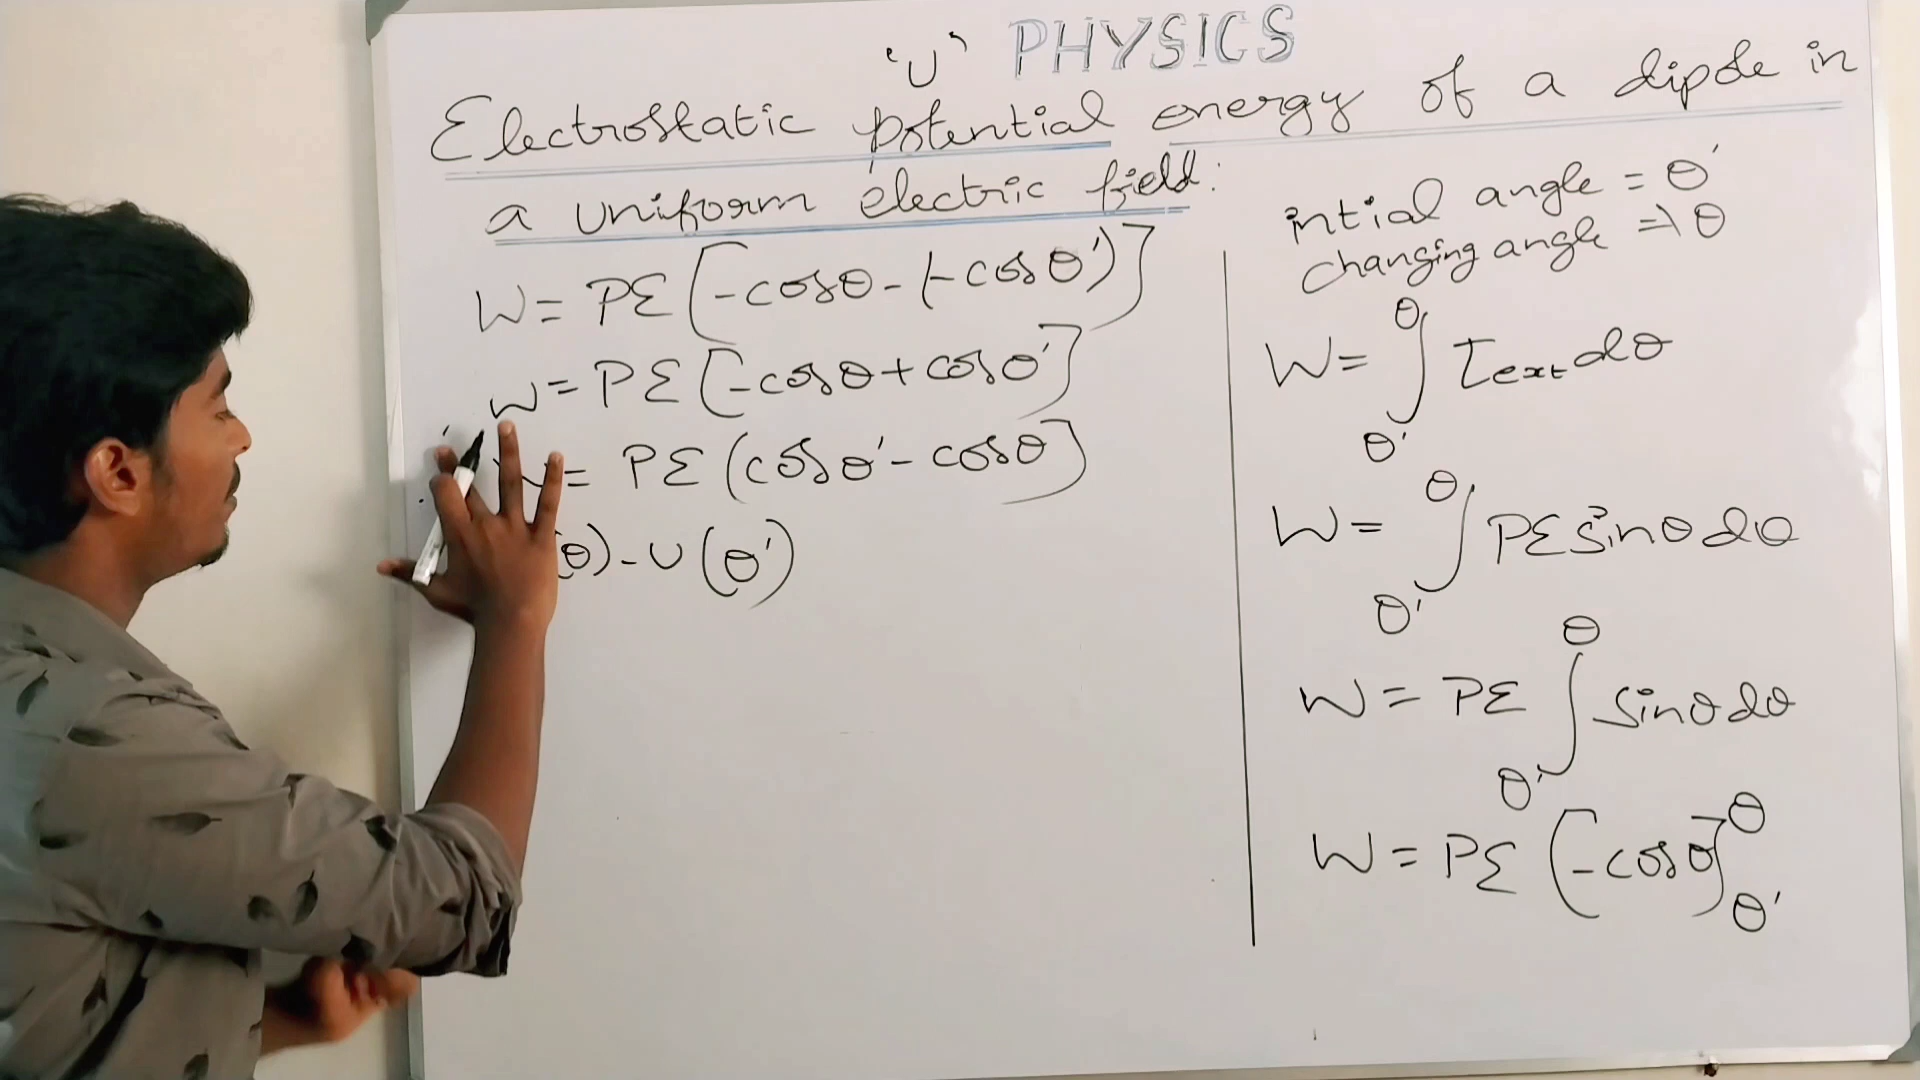 'U' PHYSICS
Electrostatic potential energy of a dipole in
a uniform electric field:
W = PE [-cosθ - (-cosθ')]
W = PE [-cosθ + cosθ']
W = PE (cosθ' - cosθ]
(θ) - U (θ')
intial angle = θ'
changing angle => θ
W = ∫θ'^θ τext dθ
W = ∫θ'^θ PE sinθ dθ
W = PE ∫θ'^θ sinθ dθ
W = PE [-cosθ]θ'^θ